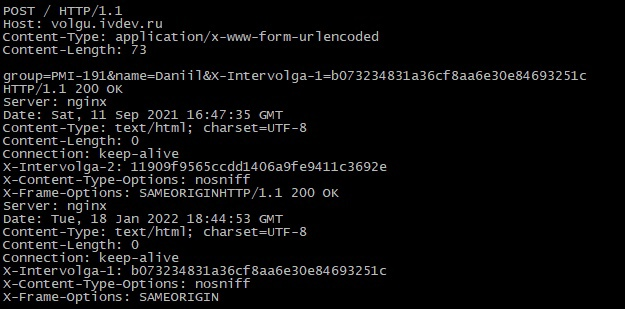 POST / HTTP/1.1
Host: volgu.ivdev.ru
Content-Type: application/x-www-form-urlencoded
Content-Length: 73
group=PMI-191&name=Daniil&X-Intervolga-1=b073234831a36cf8aa6e30e84693251c
HTTP/1.1 200 OK
Server: nginx
Date: Sat, 11 Sep 2021 16:47:35 GMT
Content-Type: text/html; charset=UTF-8
Content-Length: 0
Connection: keep-alive
X-Intervolga-2: 11909f9565ccdd1406a9fe9411c3692e
X-Content-Type-Options: nosniff
X-Frame-Options: SAMEORIGINHTTP/1.1 200 OK
Server: nginx
Date: Tue, 18 Jan 2022 18:44:53 GMT
Content-Type: text/html; charset=UTF-8
Content-Length: 0
Connection: keep-alive
X-Intervolga-1: b073234831a36cf8aa6e30e84693251c
X-Content-Type-Options: nosniff
X-Frame-Options: SAMEORIGIN